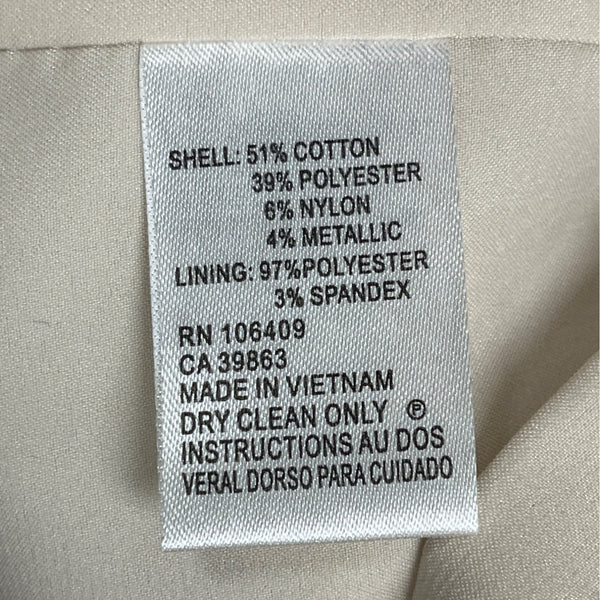 SHELL: 51% COTTON
39% POLYESTER
6% NYLON
4% METALLIC
LINING: 97%POLYESTER
3% SPANDEX
RN 106409
CA 39863
MADE IN VIETNAM
DRY CLEAN ONLY Ⓟ
INSTRUCTIONS AU DOS
VERAL DORSO PARA CUIDADO